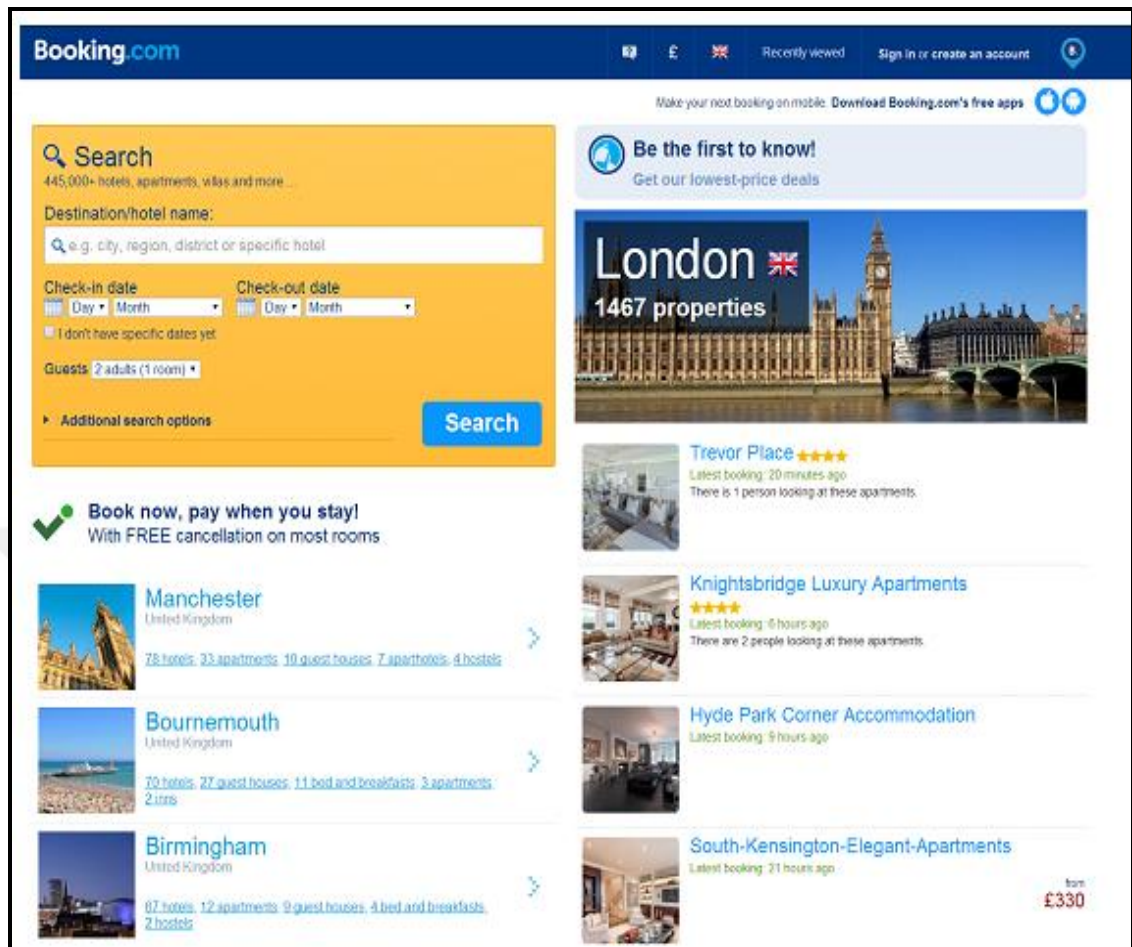 Booking.com
£
Recently viewed
Sign in or create an account
Make your next booking on mobile. Download Booking.com's free apps
Search
445,000+ hotels, apartments, villas and more ...
Destination/hotel name:
e.g. city, region, district or specific hotel
Check-in date
Check-out date
Day
Month
Day
Month
I don't have specific dates yet
Guests 2 adults (1 room)
Additional search options
Search
Book now, pay when you stay!
With FREE cancellation on most rooms
Manchester
United Kingdom
78 hotels, 33 apartments, 10 guest houses, 7 aparthotels, 4 hostels
Bournemouth
United Kingdom
70 hotels, 27 guest houses, 11 bed and breakfasts, 3 apartments,
2 inns
Birmingham
United Kingdom
67 hotels, 12 apartments, 9 guest houses, 4 bed and breakfasts,
2 hostels
Be the first to know!
Get our lowest-price deals
London
1467 properties
Trevor Place
Latest booking: 20 minutes ago
There is 1 person looking at these apartments.
Knightsbridge Luxury Apartments
Latest booking: 6 hours ago
There are 2 people looking at these apartments.
Hyde Park Corner Accommodation
Latest booking: 9 hours ago
South-Kensington-Elegant-Apartments
Latest booking: 21 hours ago
from
£330